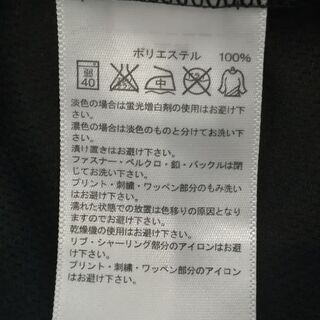 ポリエステル 100%
弱
40
中
淡色の場合は蛍光増白剤の使用はお避け下
さい。
濃色の場合は淡色のものと分けてお洗い下
さい。
漬け置きはお避け下さい。
ファスナー・ベルクロ・釦・バックルは閉
じてお洗い下さい。
プリント・刺繍・ワッペン部分のもみ洗い
はお避け下さい。
濡れた状態での放置は色移りの原因となり
ますのでお避け下さい。
乾燥機の使用はお避け下さい。
リブ・シャーリング部分のアイロンはお避
け下さい。
プリント・刺繍・ワッペン部分のアイロン
はお避け下さい。